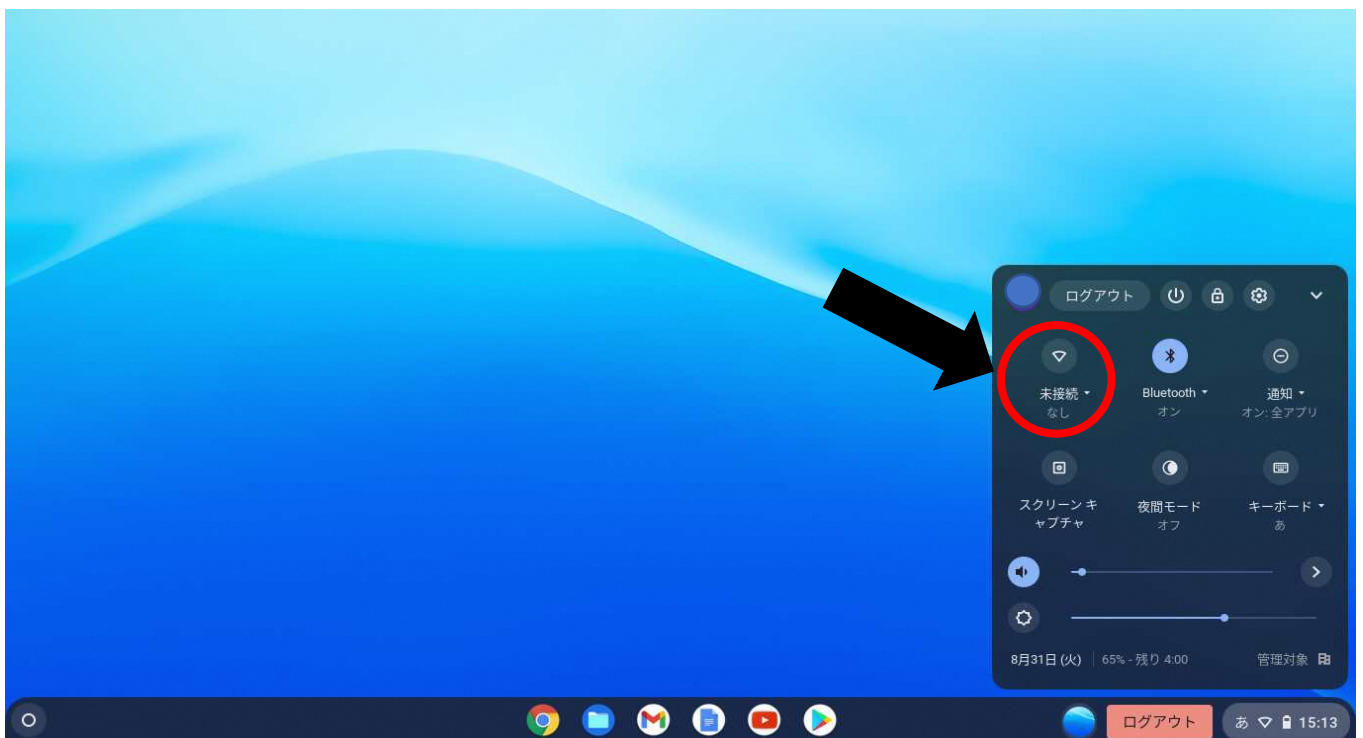 ログアウト
未接続
なし
Bluetooth
オン
通知
オン: 全アプリ
スクリーン キ
ャプチャ
夜間モード
オフ
キーボード
あ
8月31日 (火) 65% - 残り 4:00 管理対象
ログアウト あ 15:13